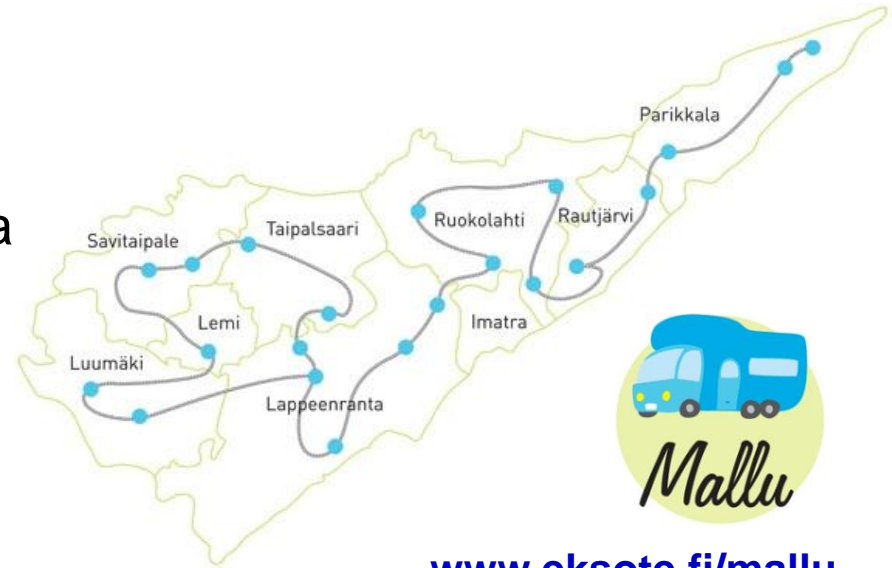 Parikkala
a
Savitaipale
Taipalsaari
Ruokolahti
Rautjärvi
Lemi
Imatra
Luumäki
Lappeenranta
Mallu
www.eksote.fi/mallu